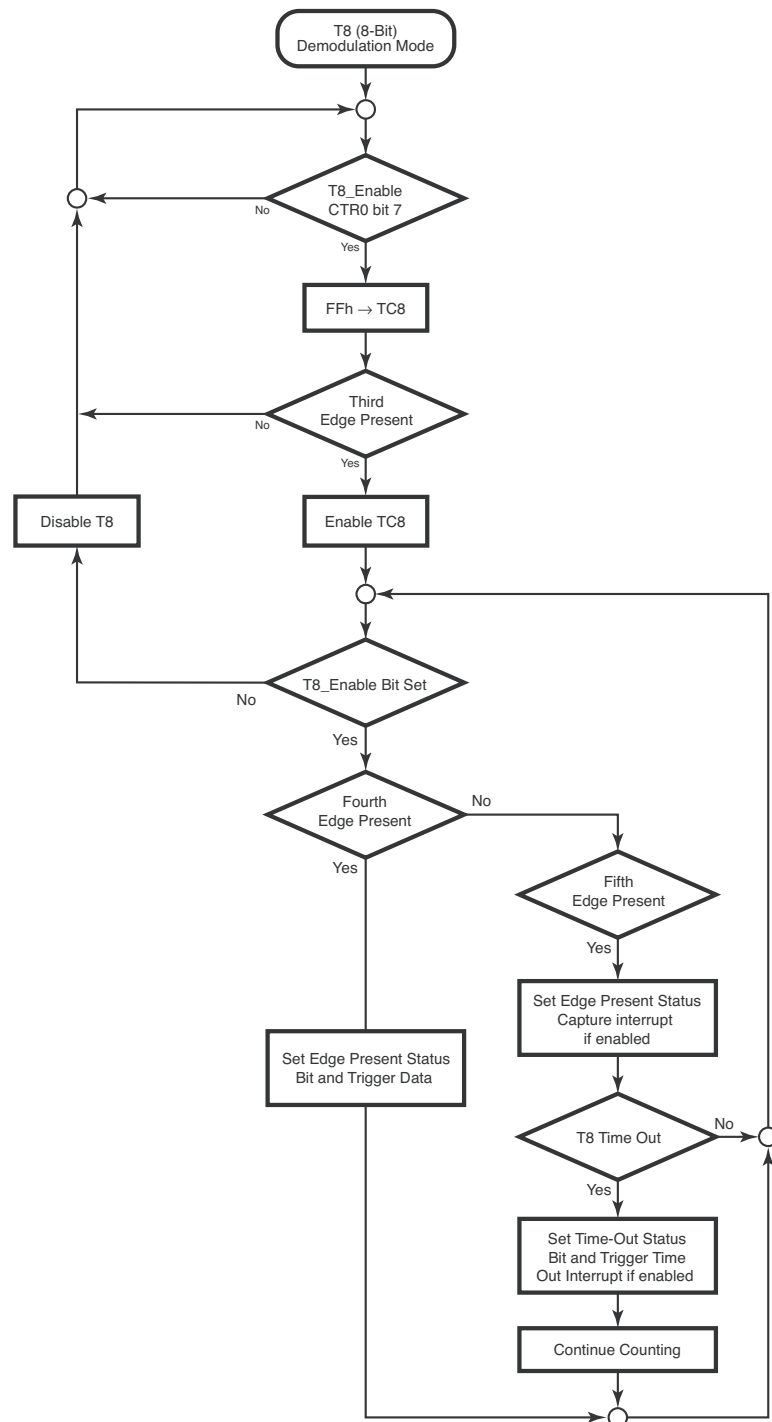 T8 (8-Bit)
Demodulation Mode
T8_Enable
CTR0 bit 7
No
Yes
FFh → TC8
Third
Edge Present
No
Yes
Disable T8
Enable TC8
T8_Enable Bit Set
No
Yes
Fourth
Edge Present
No
Yes
Fifth
Edge Present
Yes
Set Edge Present Status
Capture interrupt
if enabled
Set Edge Present Status
Bit and Trigger Data
T8 Time Out
No
Yes
Set Time-Out Status
Bit and Trigger Time
Out Interrupt if enabled
Continue Counting